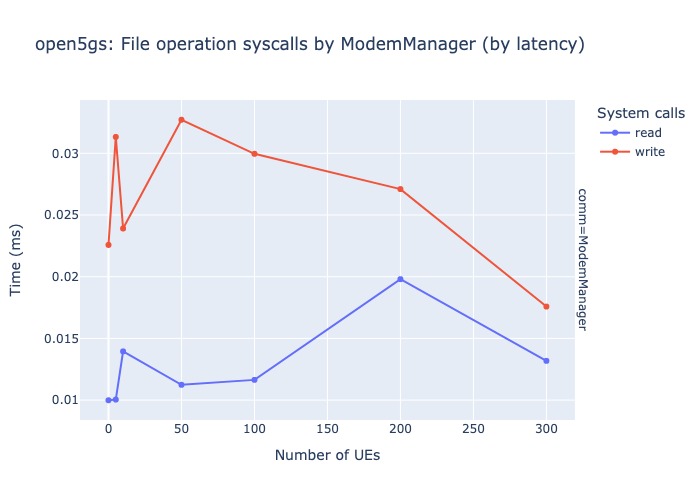 open5gs: File operation syscalls by ModemManager (by latency)
System calls
read
write
comm=ModemManager
Time (ms)
0.03
0.025
0.02
0.015
0.01
0
50
100
150
200
250
300
Number of UEs